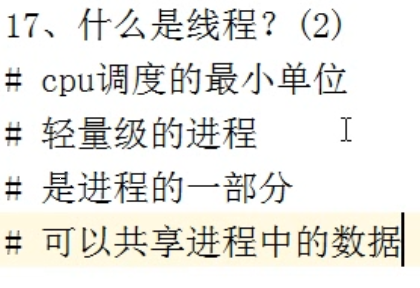 17、什么是线程？(2)
# cpu调度的最小单位
# 轻量级的进程
# 是进程的一部分
# 可以共享进程中的数据